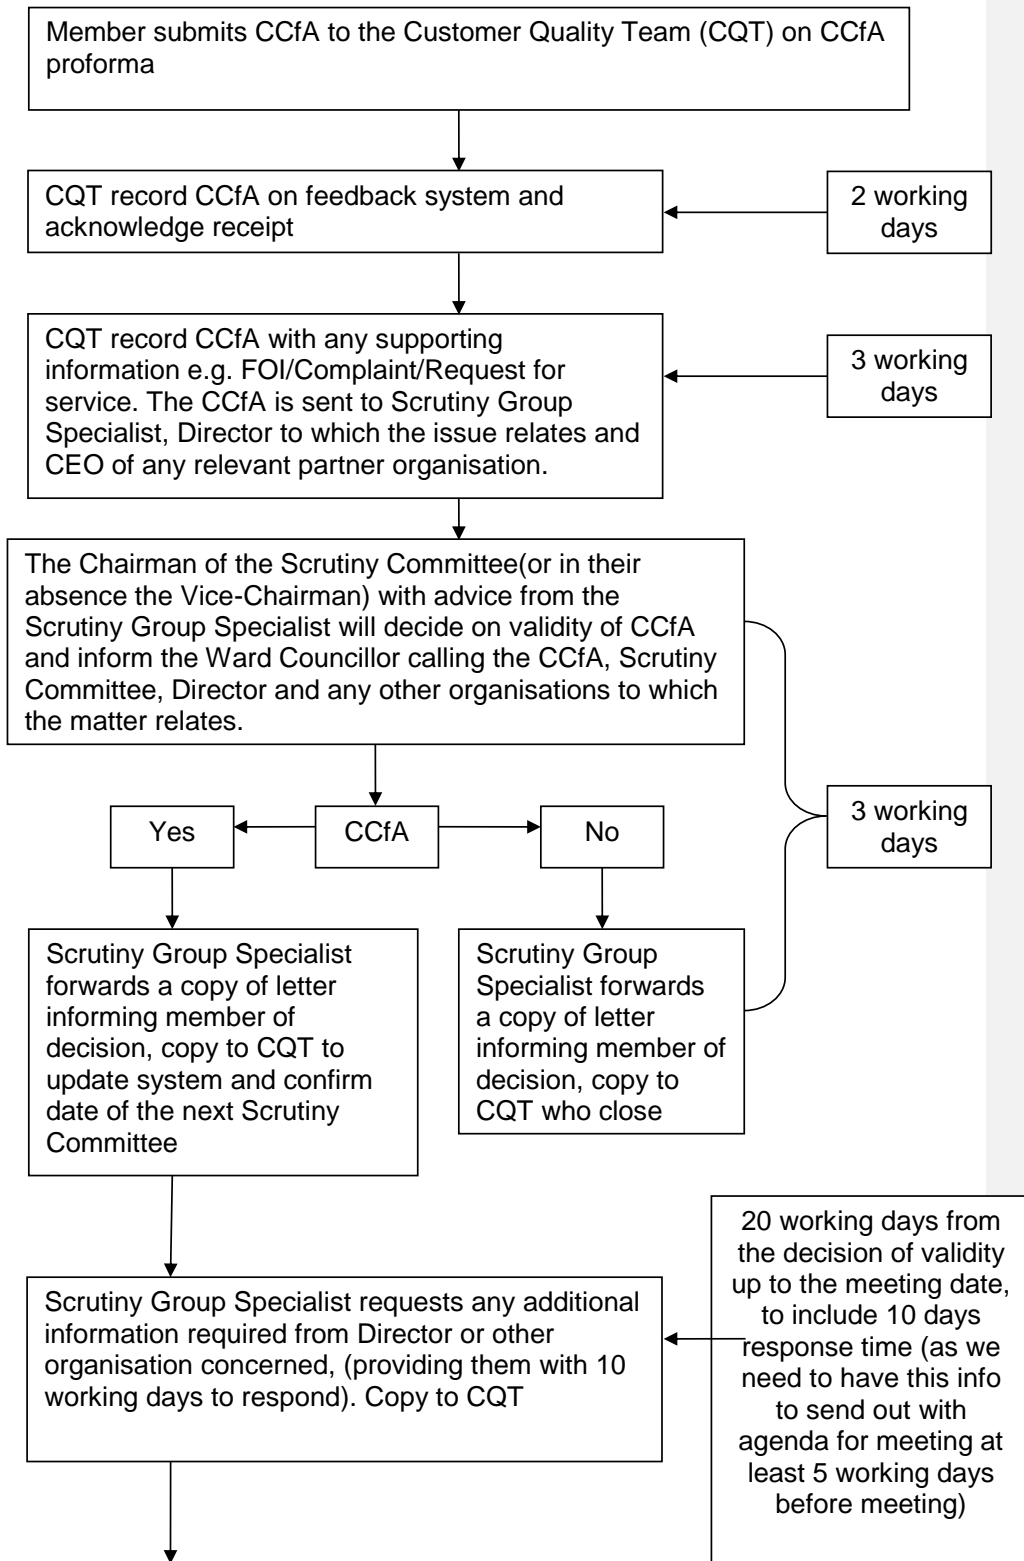 Member submits CCfA to the Customer Quality Team (CQT) on CCfA
proforma
CQT record CCfA on feedback system and
acknowledge receipt
2 working
days
CQT record CCfA with any supporting
information e.g. FOI/Complaint/Request for
service. The CCfA is sent to Scrutiny Group
Specialist, Director to which the issue relates and
CEO of any relevant partner organisation.
3 working
days
The Chairman of the Scrutiny Committee(or in their
absence the Vice-Chairman) with advice from the
Scrutiny Group Specialist will decide on validity of CCfA
and inform the Ward Councillor calling the CCfA, Scrutiny
Committee, Director and any other organisations to which
the matter relates.
Yes
CCfA
No
3 working
days
Scrutiny Group Specialist
forwards a copy of letter
informing member of
decision, copy to CQT to
update system and confirm
date of the next Scrutiny
Committee
Scrutiny Group
Specialist forwards
a copy of letter
informing member of
decision, copy to
CQT who close
Scrutiny Group Specialist requests any additional
information required from Director or other
organisation concerned, (providing them with 10
working days to respond). Copy to CQT
20 working days from
the decision of validity
up to the meeting date,
to include 10 days
response time (as we
need to have this info
to send out with
agenda for meeting at
least 5 working days
before meeting)